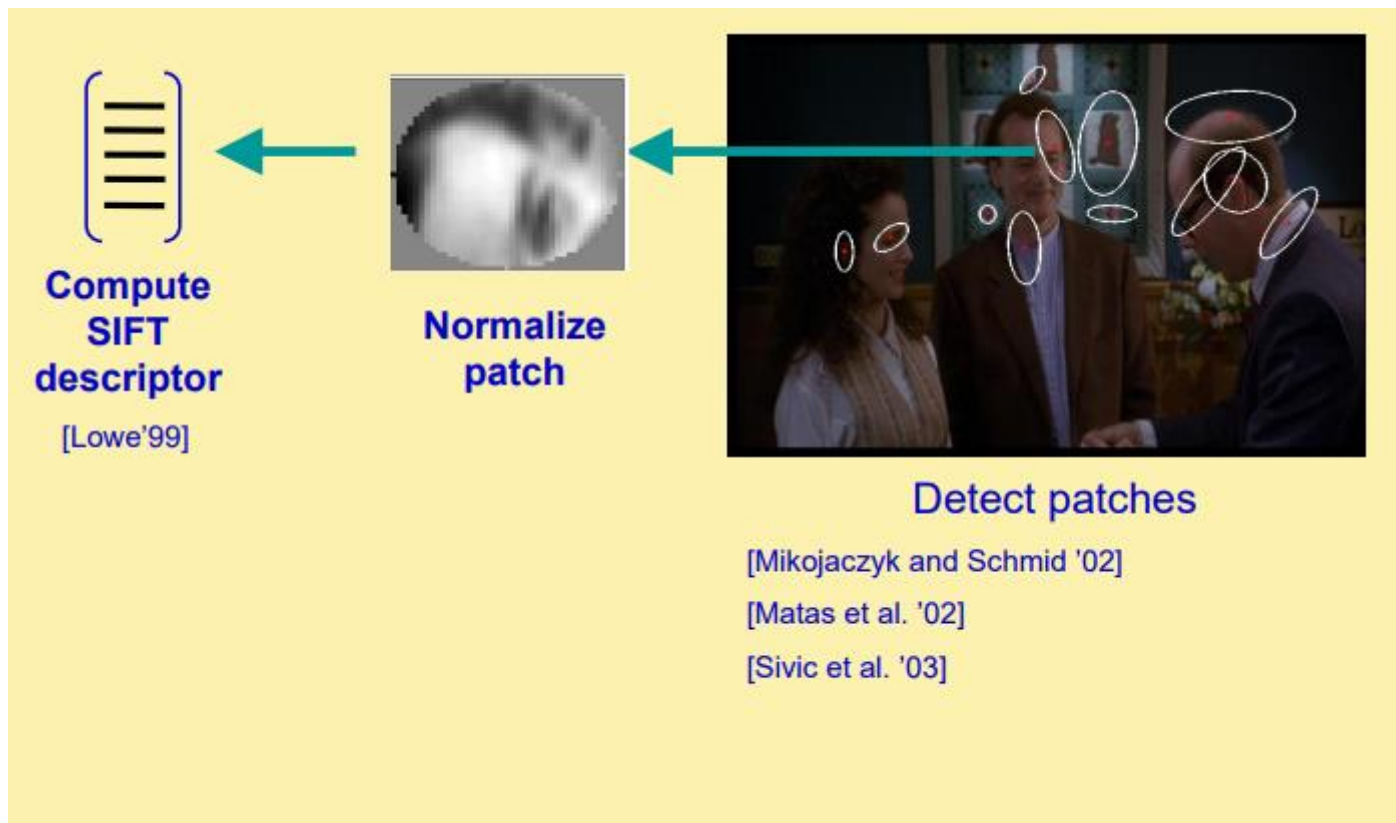 Compute
SIFT
descriptor
[Lowe'99]
Normalize
patch
Detect patches
[Mikojaczyk and Schmid '02]
[Matas et al. '02]
[Sivic et al. '03]